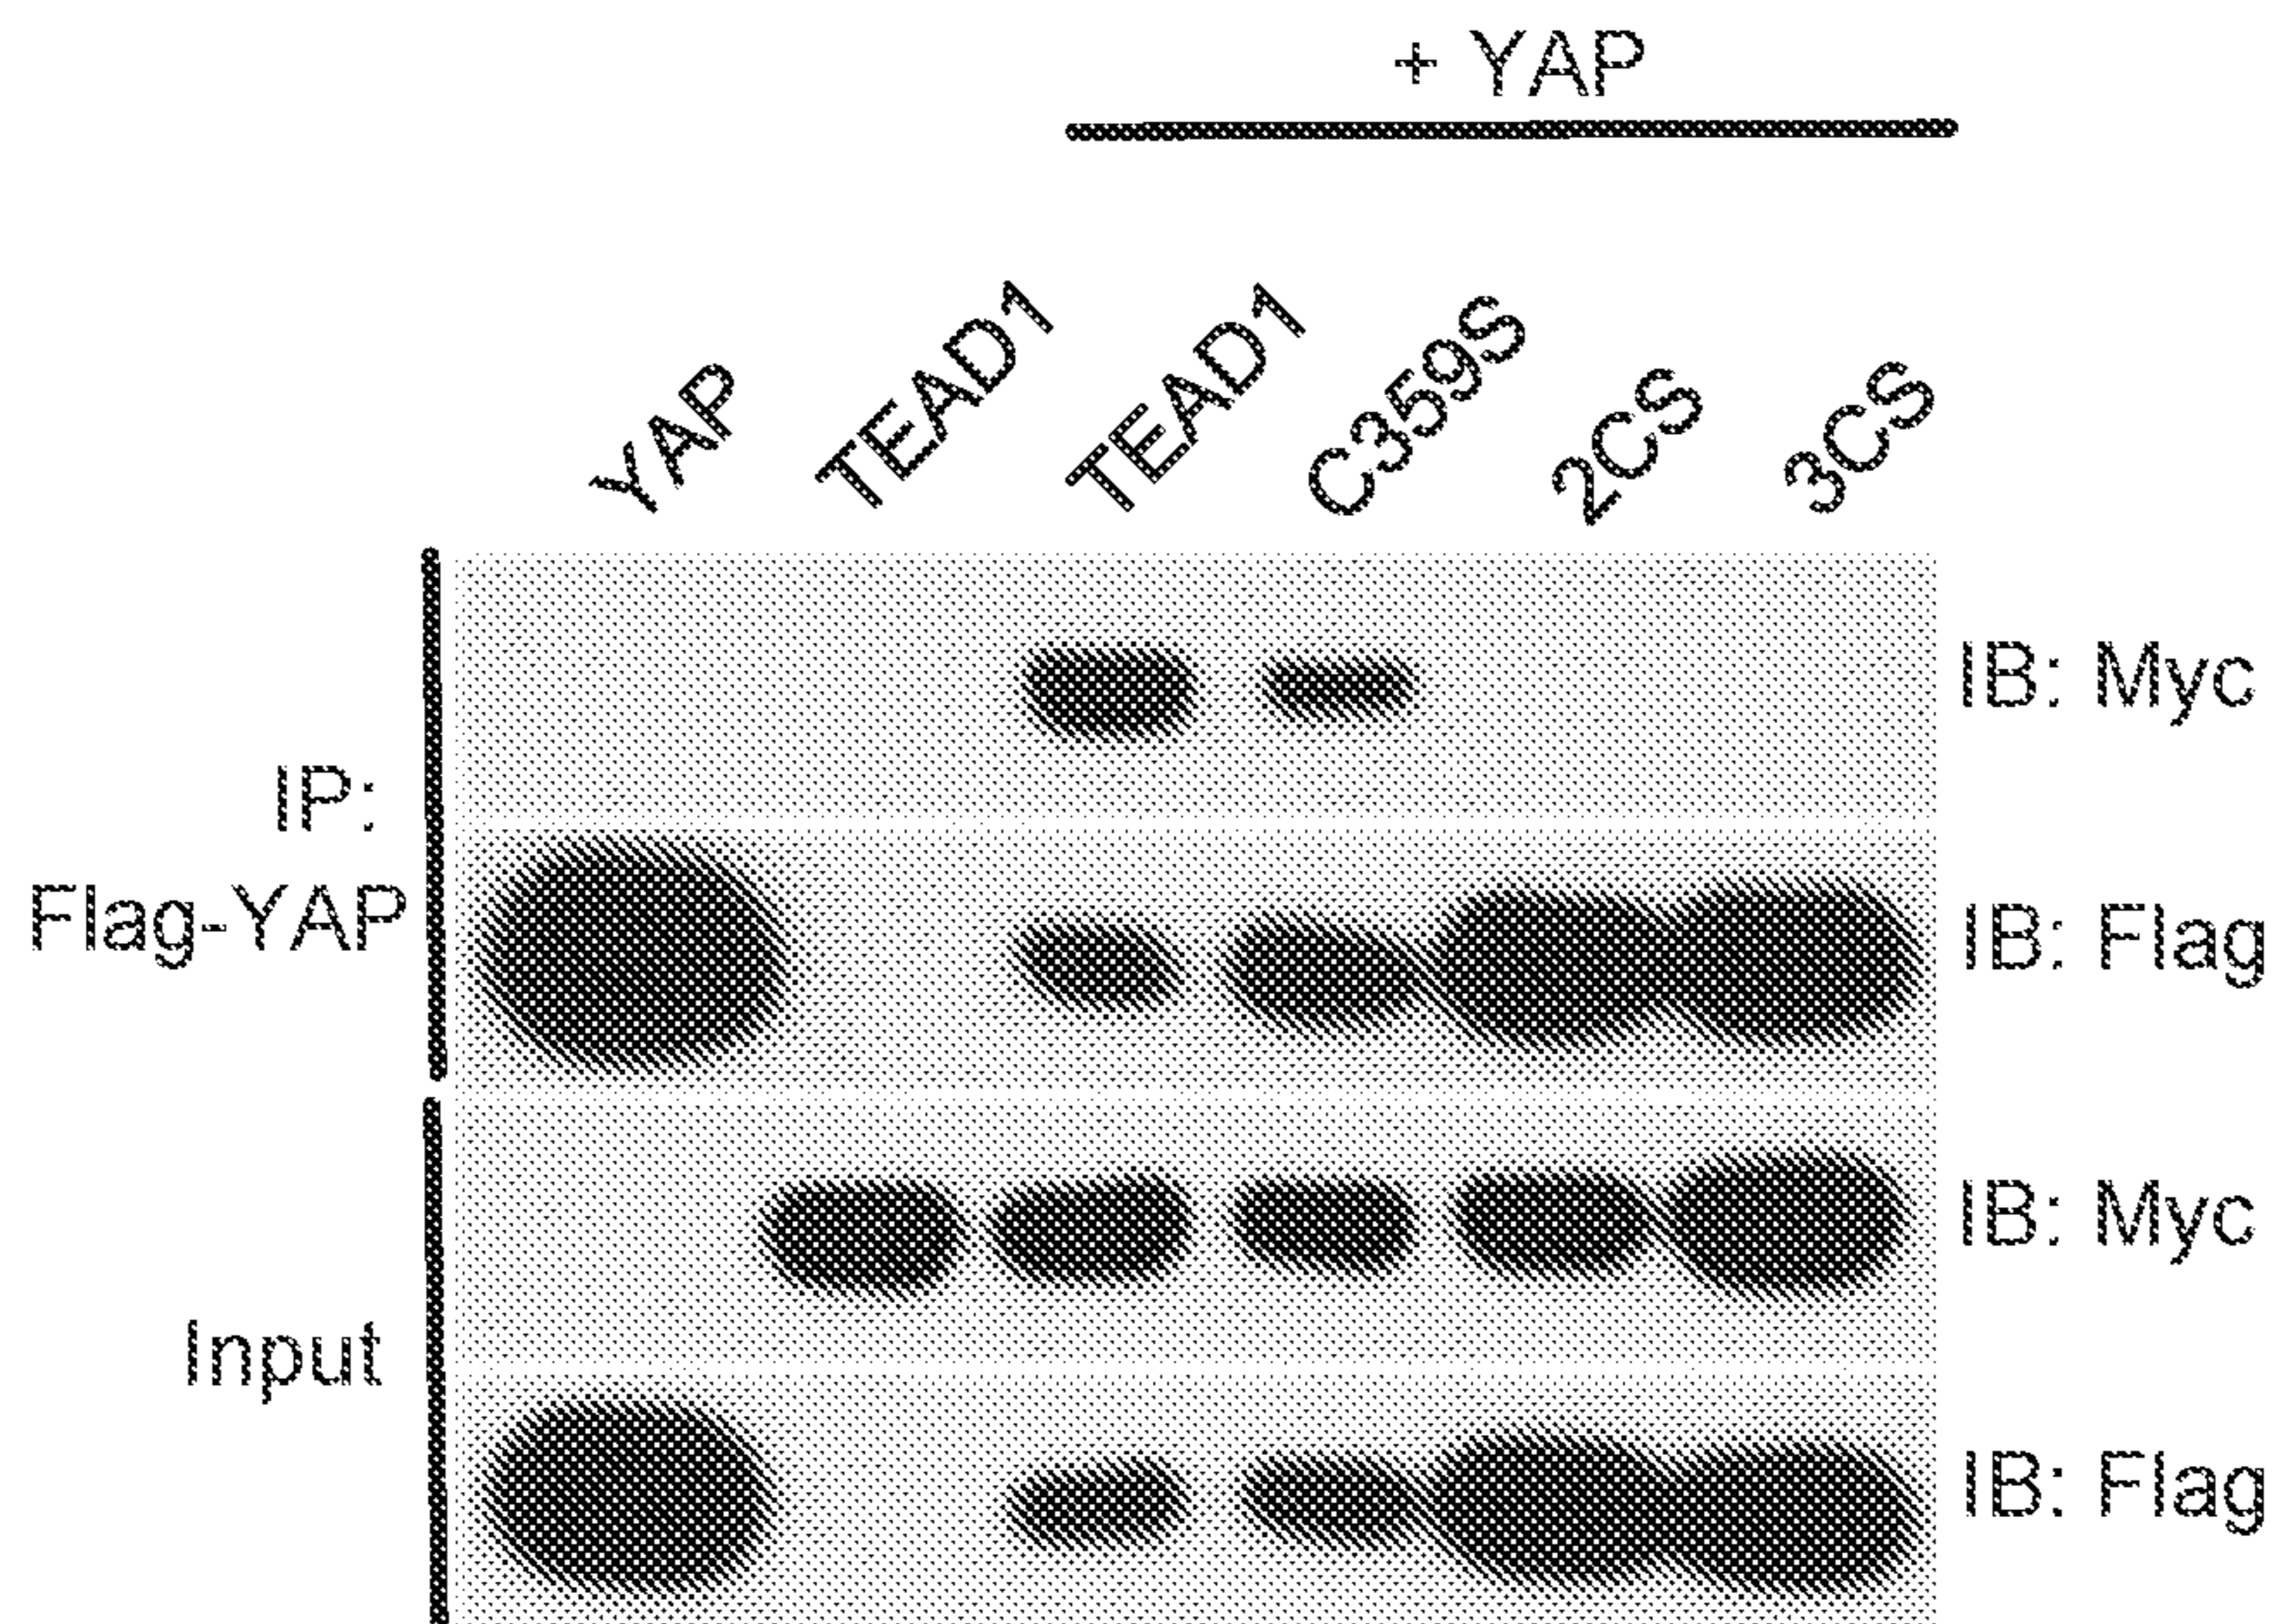 + YAP
YAP TEAD1 TEAD1 C359S 2CS 3CS
IB: Myc
IP:
Flag-YAP
IB: Flag
IB: Myc
Input
IB: Flag